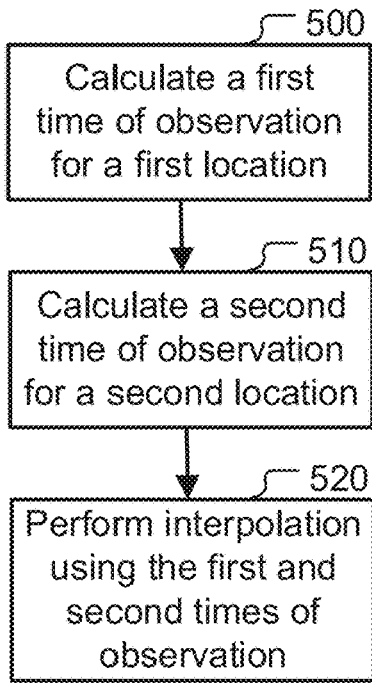 500
Calculate a first
time of observation
for a first location
510
Calculate a second
time of observation
for a second location
520
Perform interpolation
using the first and
second times of
observation